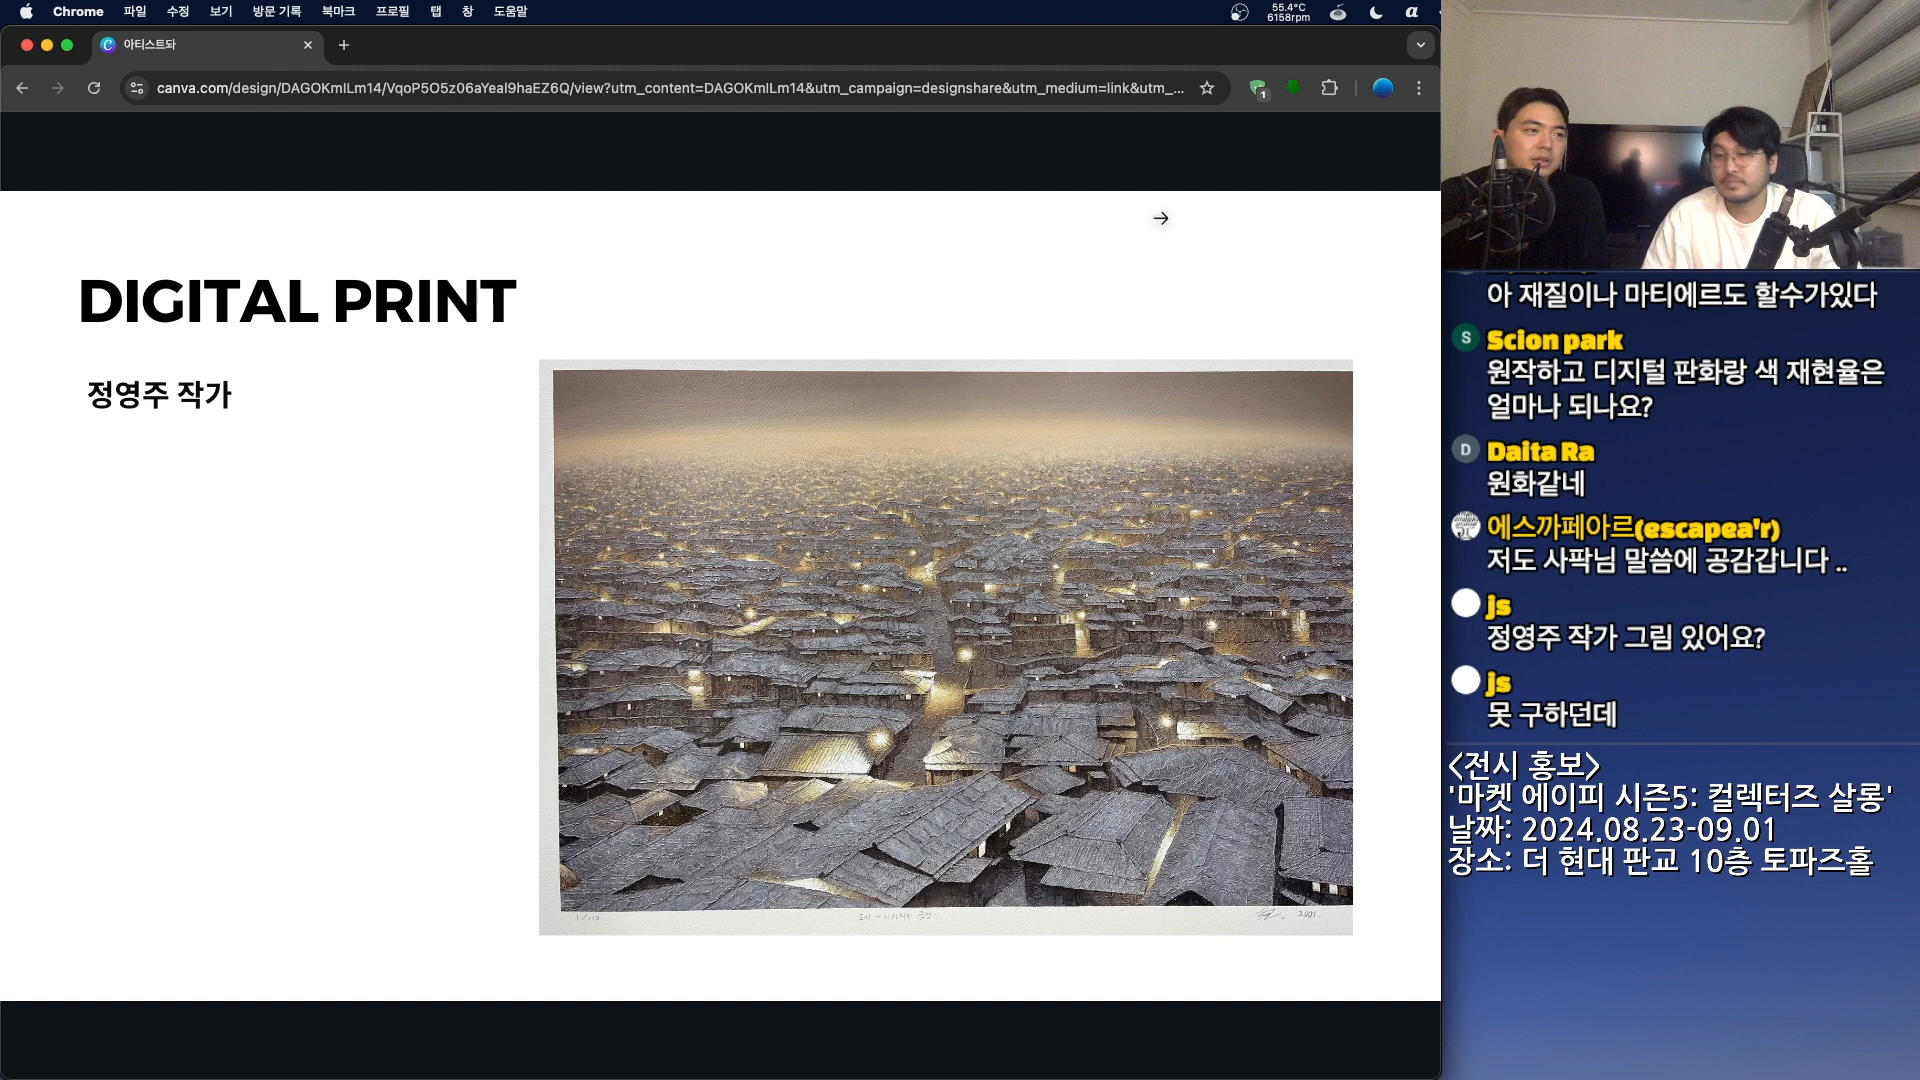 Chrome 파일 수정 보기 방문 기록 북마크 프로필 탭 창 도움말
55.4°C
6158rpm
아티스트돠
canva.com/design/DAGOKmlLm14/VqoP5O5z06aYeal9haEZ6Q/view?utm_content=DAGOKmlLm14&utm_campaign=designshare&utm_medium=link&utm_...
1
DIGITAL PRINT
정영주 작가
1/110
2021.
아 재질이나 마티에르도 할수가있다
S Scion park
원작하고 디지털 판화랑 색 재현율은
얼마나 되나요?
D Daita Ra
원화같네
에스까페아르(escapea'r)
저도 사팍님 말씀에 공감갑니다 ..
js
정영주 작가 그림 있어요?
js
못 구하던데
<전시 홍보>
'마켓 에이피 시즌5: 컬렉터즈 살롱'
날짜: 2024.08.23-09.01
장소: 더 현대 판교 10층 토파즈홀